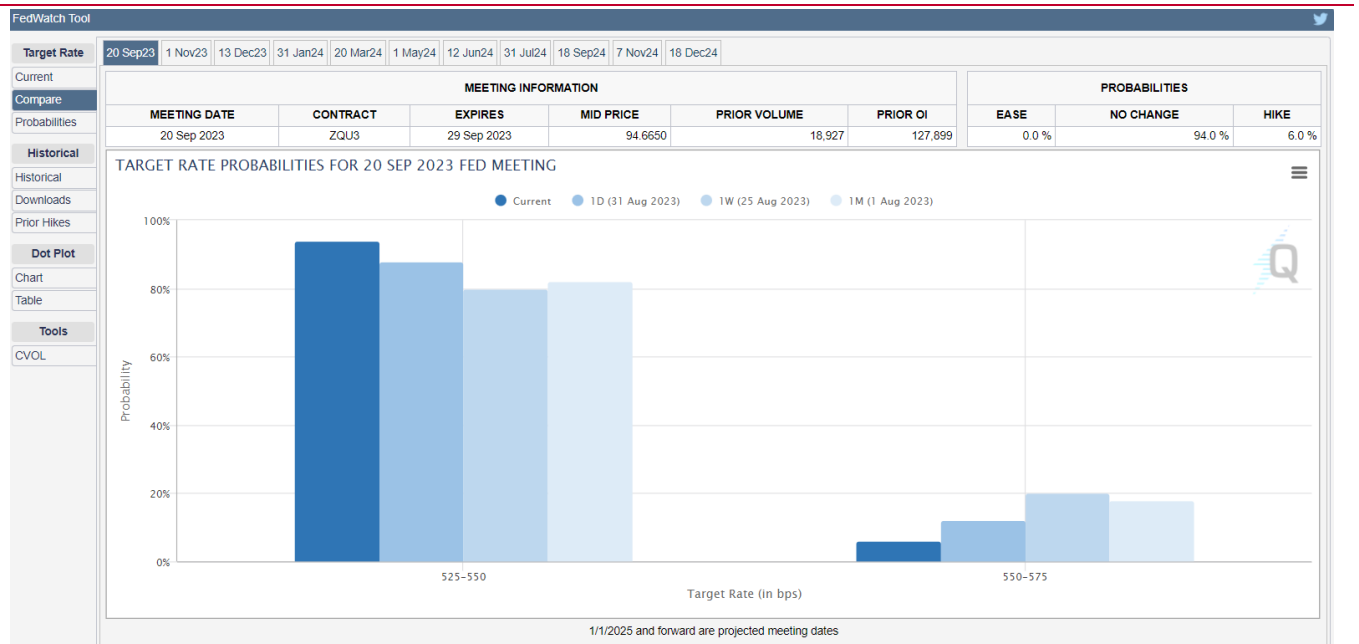 FedWatch Tool
Target Rate
Current
Compare
Probabilities
Historical
Historical
Downloads
Prior Hikes
Dot Plot
Chart
Table
Tools
CVOL
20 Sep23 1 Nov23 13 Dec23 31 Jan24 20 Mar24 1 May24 12 Jun24 31 Jul24 18 Sep24 7 Nov24 18 Dec24
MEETING INFORMATION PROBABILITIES
MEETING DATE CONTRACT EXPIRES MID PRICE PRIOR VOLUME PRIOR OI EASE NO CHANGE HIKE
20 Sep 2023 ZQU3 29 Sep 2023 94.6650 18,927 127,899 0.0 % 94.0 % 6.0 %
TARGET RATE PROBABILITIES FOR 20 SEP 2023 FED MEETING
Current 1D (31 Aug 2023) 1W (25 Aug 2023) 1M (1 Aug 2023)
Q
Probability
100%
80%
60%
40%
20%
0%
525-550 550-575
Target Rate (in bps)
1/1/2025 and forward are projected meeting dates